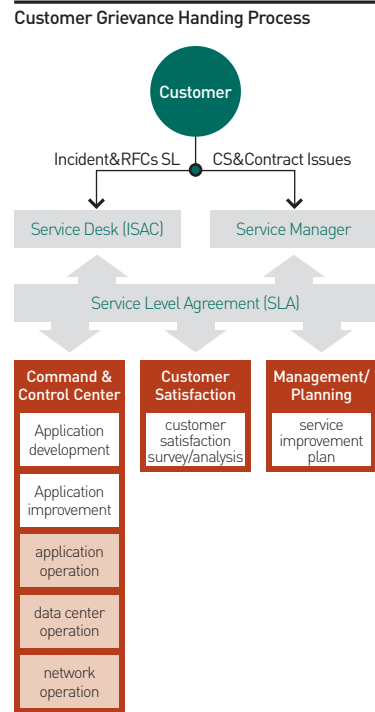 Customer Grievance Handing Process
Customer
Incident&RFCs SL
CS&Contract Issues
Service Desk (ISAC)
Service Manager
Service Level Agreement (SLA)
Command &
Control Center
Application
development
Application
improvement
application
operation
data center
operation
network
operation
Customer
Satisfaction
customer
satisfaction
survey/analysis
Management/
Planning
service
improvement
plan